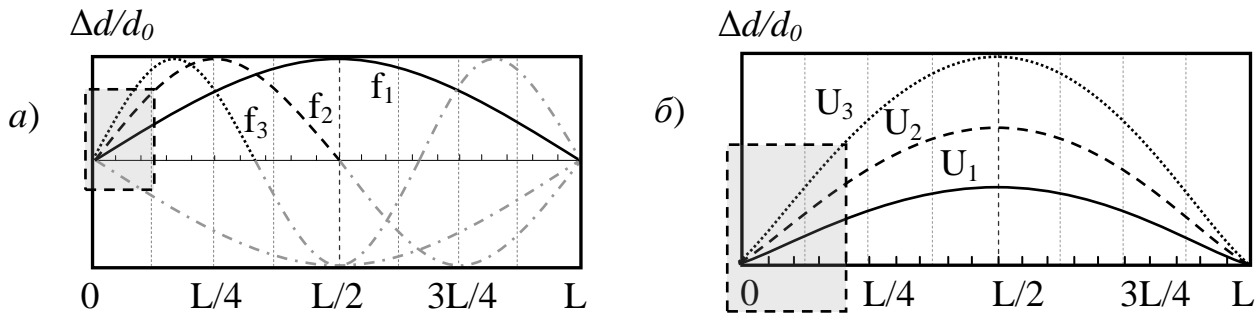 Δd/d₀
а)
f₁
f₂
f₃
0 L/4 L/2 3L/4 L
Δd/d₀
б)
U₃
U₂
U₁
0 L/4 L/2 3L/4 L